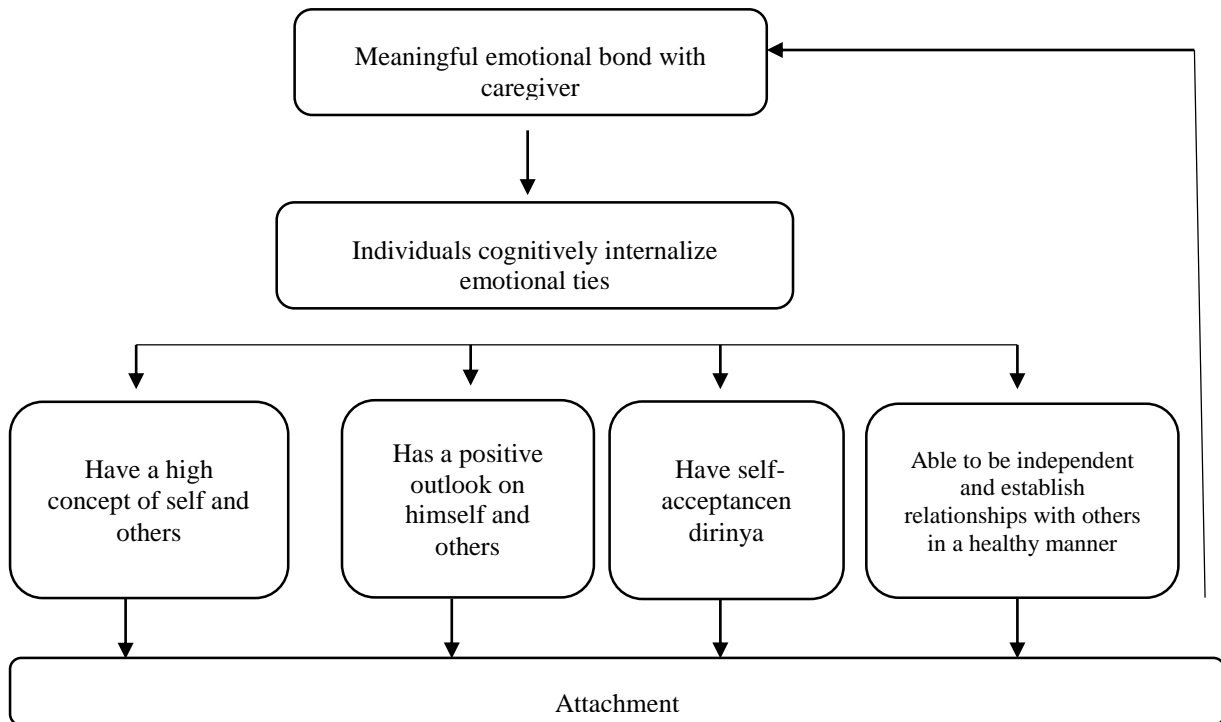 Meaningful emotional bond with
caregiver
Individuals cognitively internalize
emotional ties
Have a high
concept of self and
others
Has a positive
outlook on
himself and
others
Have self-
acceptancen
dirinya
Able to be independent
and establish
relationships with others
in a healthy manner
Attachment